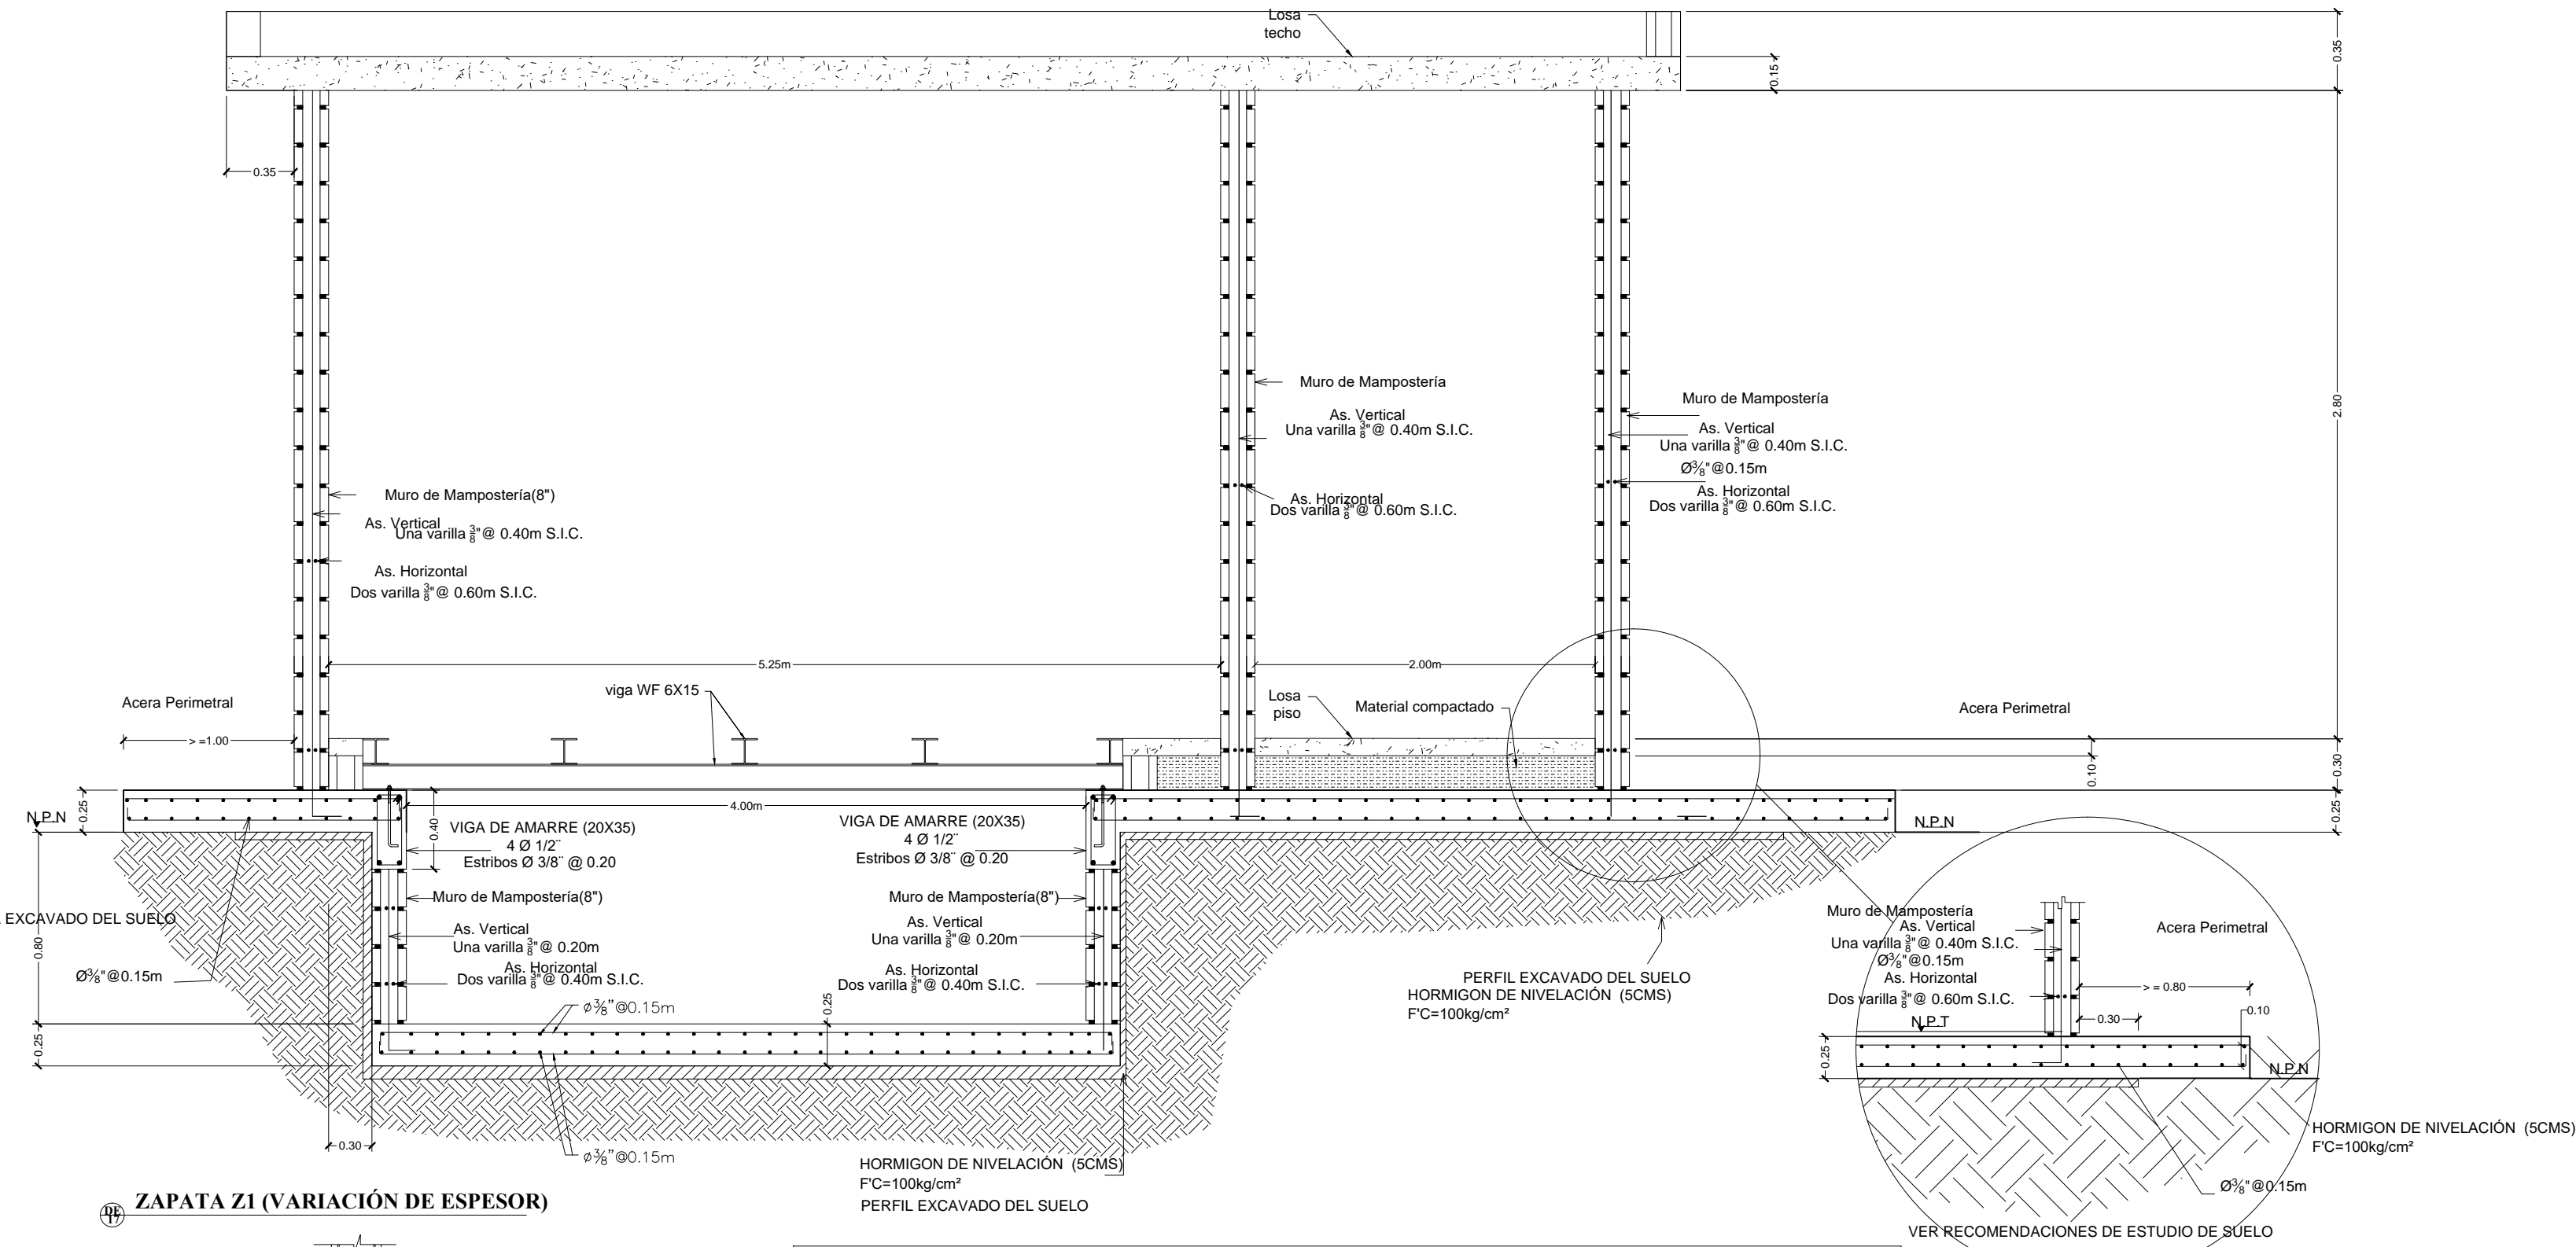 Losa
techo
0.35
0.15
0.35
2.80
Muro de Mampostería
As. Vertical
Una varilla 3/8"@ 0.40m S.I.C.
As. Horizontal
Dos varilla 3/8"@ 0.60m S.I.C.
Muro de Mampostería
As. Vertical
Una varilla 3/8"@ 0.40m S.I.C.
Ø3/8"@0.15m
As. Horizontal
Dos varilla 3/8"@ 0.60m S.I.C.
Muro de Mampostería(8")
As. Vertical
Una varilla 3/8"@ 0.40m S.I.C.
As. Horizontal
Dos varilla 3/8"@ 0.60m S.I.C.
5.25m
2.00m
viga WF 6X15
Losa
piso
Material compactado
Acera Perimetral
> =1.00
Acera Perimetral
0.10
0.30
0.25
N.P.N
0.25
0.40
4.00m
VIGA DE AMARRE (20X35)
4 Ø 1/2¨
Estribos Ø 3/8¨ @ 0.20
VIGA DE AMARRE (20X35)
4 Ø 1/2¨
Estribos Ø 3/8¨ @ 0.20
N.P.N
Muro de Mampostería(8")
As. Vertical
Una varilla 3/8"@ 0.20m
As. Horizontal
Dos varilla 3/8"@ 0.40m S.I.C.
Muro de Mampostería(8")
As. Vertical
Una varilla 3/8"@ 0.20m
As. Horizontal
Dos varilla 3/8"@ 0.40m S.I.C.
EXCAVADO DEL SUELO
0.80
Ø3/8"@0.15m
ø3/8"@0.15m
0.25
0.25
0.30
ø3/8"@0.15m
PERFIL EXCAVADO DEL SUELO
HORMIGON DE NIVELACIÓN (5CMS)
F'C=100kg/cm²
HORMIGON DE NIVELACIÓN (5CMS)
F'C=100kg/cm²
PERFIL EXCAVADO DEL SUELO
Muro de Mampostería
As. Vertical
Una varilla 3/8"@ 0.40m S.I.C.
Ø3/8"@0.15m
As. Horizontal
Dos varilla 3/8"@ 0.60m S.I.C.
Acera Perimetral
> = 0.80
0.30
0.10
N.P.T
0.25
N.P.N
HORMIGON DE NIVELACIÓN (5CMS)
F'C=100kg/cm²
Ø3/8"@0.15m
VER RECOMENDACIONES DE ESTUDIO DE SUELO
DE
17
ZAPATA Z1 (VARIACIÓN DE ESPESOR)